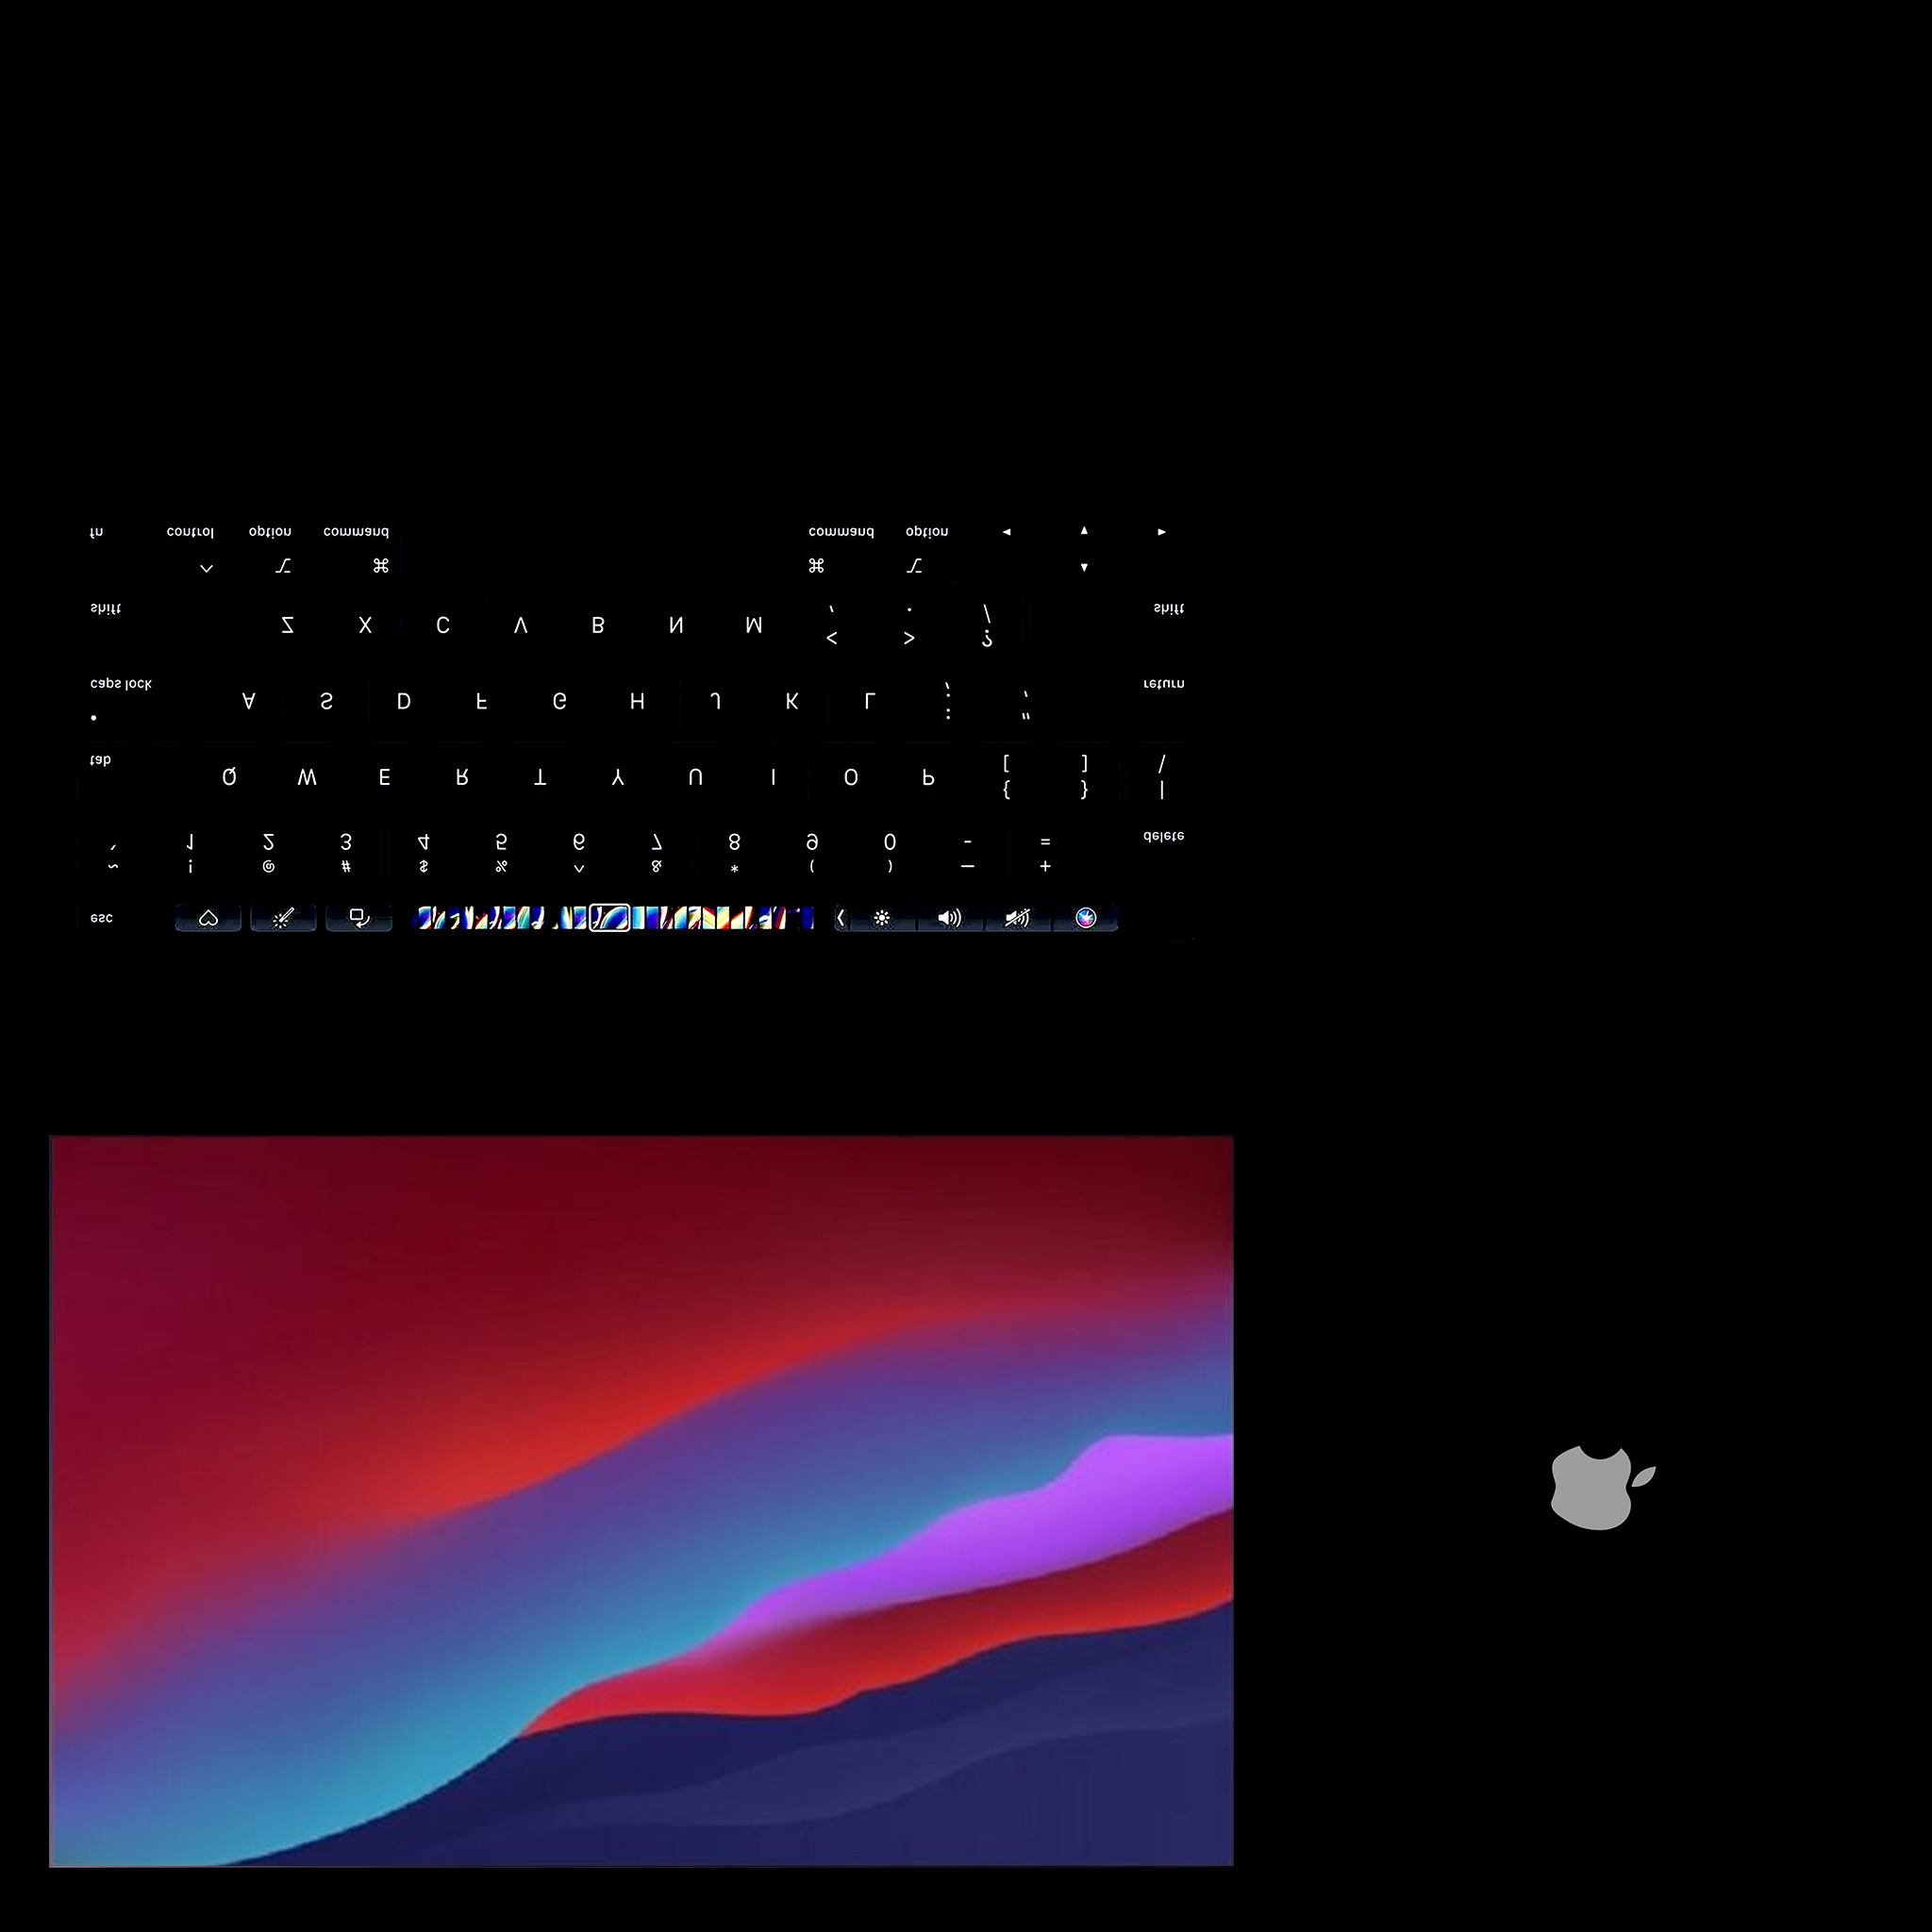 fn control option command command option ◄ ▲ ►
^ ⌥ ⌘ ⌘ ⌥ ▼
shift Z X C V B N M , . / shift
< > ?
caps lock A S D F G H J K L ; ' return
• : "
tab Q W E R T Y U I O P [ ] \
{ } |
` 1 2 3 4 5 6 7 8 9 0 - = delete
~ ! @ # $ % ^ & * ( ) — +
esc